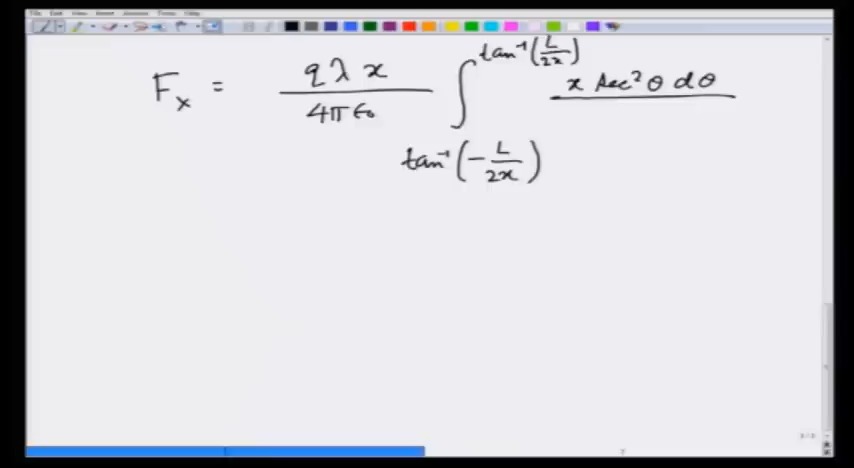 F_x = qλx / 4πε₀ ∫_{tan⁻¹(-L/2x)}^{tan⁻¹(L/2x)} x sec²θ dθ